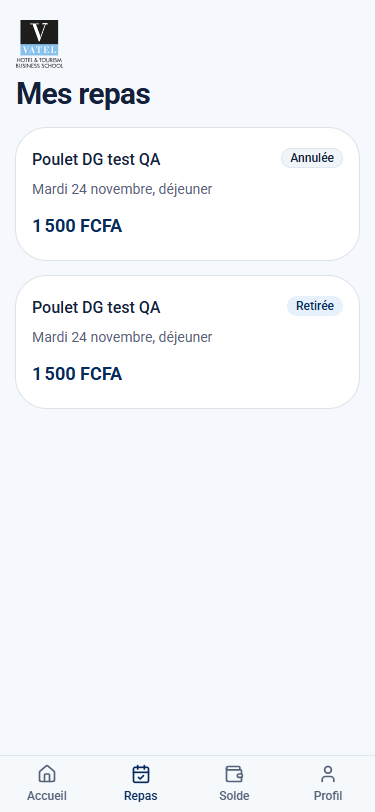 V
VATEL
HOTEL & TOURISM
BUSINESS SCHOOL
Mes repas
Poulet DG test QA
Annulée
Mardi 24 novembre, déjeuner
1 500 FCFA
Poulet DG test QA
Retirée
Mardi 24 novembre, déjeuner
1 500 FCFA
Accueil
Repas
Solde
Profil